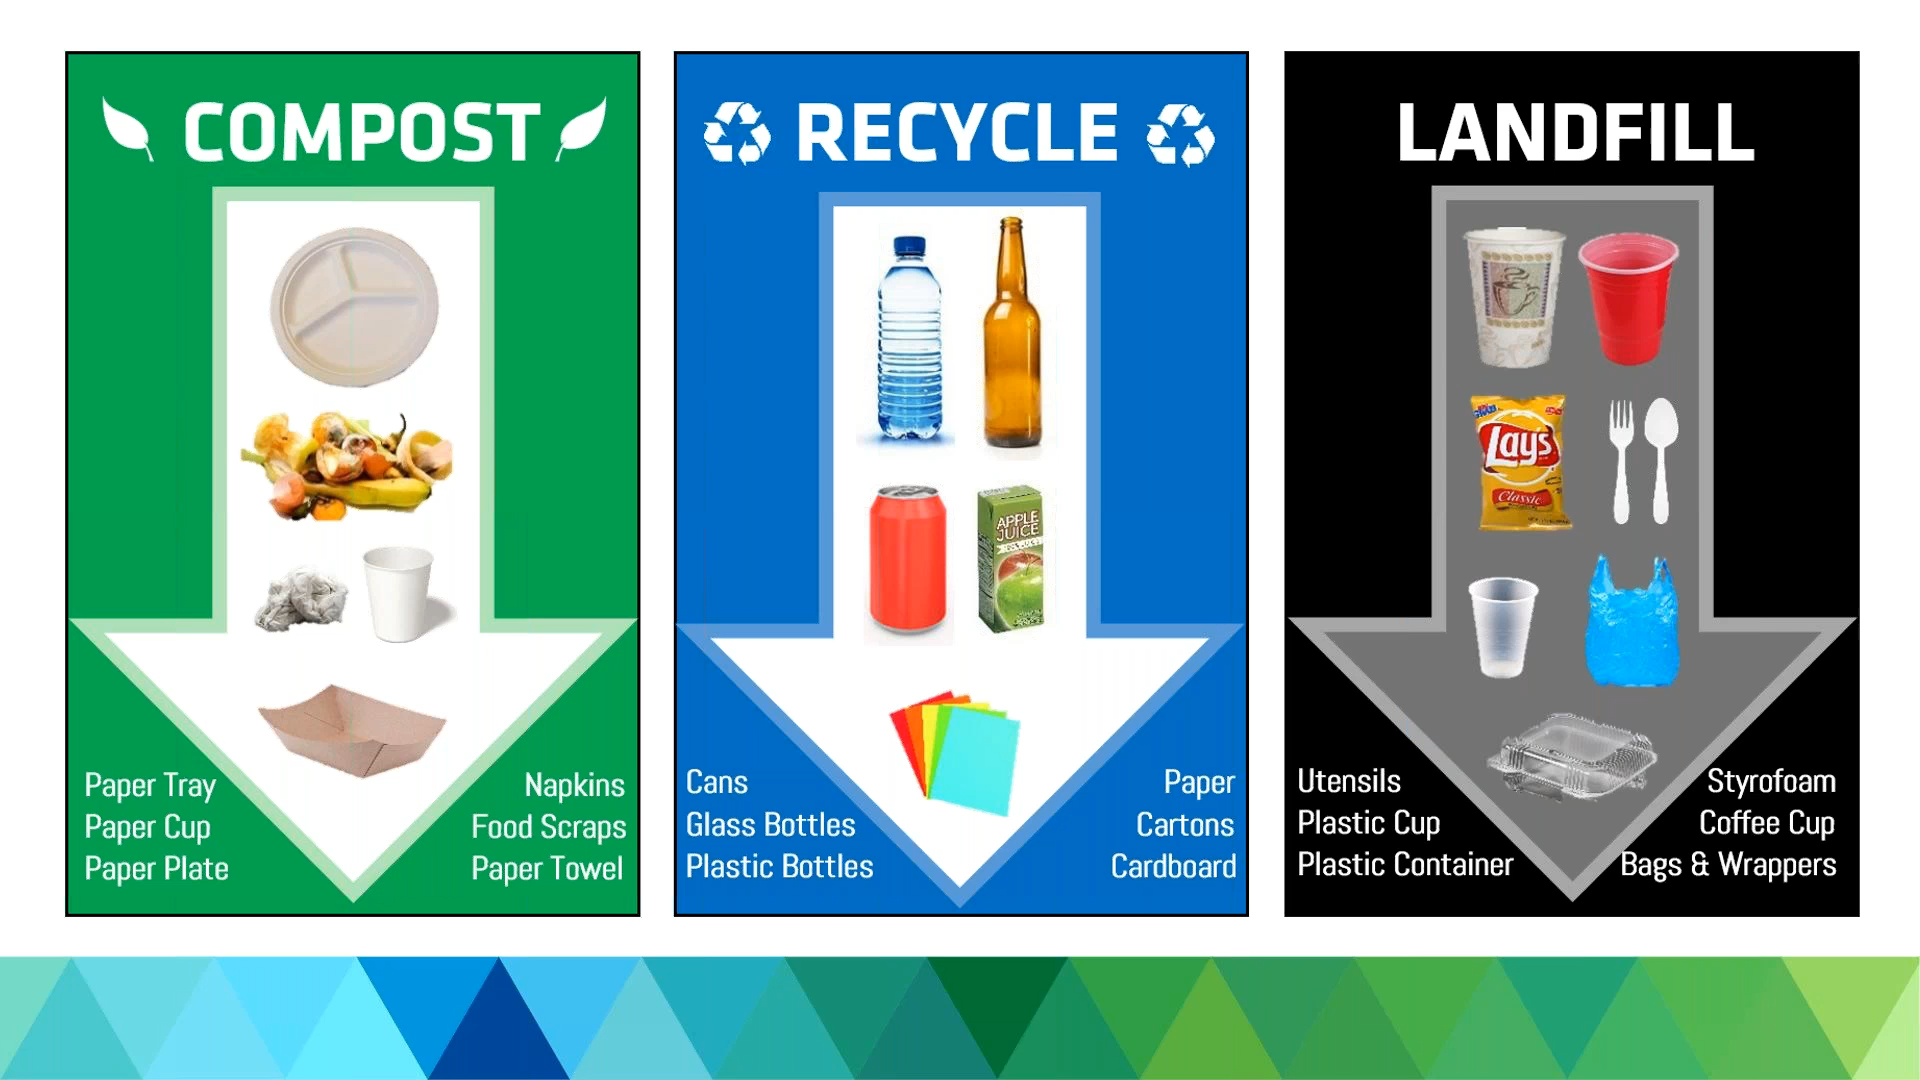 COMPOST
Paper Tray
Paper Cup
Paper Plate
Napkins
Food Scraps
Paper Towel
RECYCLE
APPLE
JUICE
Cans
Glass Bottles
Plastic Bottles
Paper
Cartons
Cardboard
LANDFILL
Lay's
Classic
Utensils
Plastic Cup
Plastic Container
Styrofoam
Coffee Cup
Bags & Wrappers